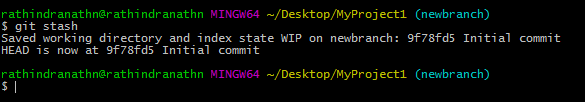 rathindranathn@rathindranathn MINGW64 ~/Desktop/MyProject1 (newbranch)
$ git stash
Saved working directory and index state WIP on newbranch: 9f78fd5 Initial commit
HEAD is now at 9f78fd5 Initial commit
rathindranathn@rathindranathn MINGW64 ~/Desktop/MyProject1 (newbranch)
$